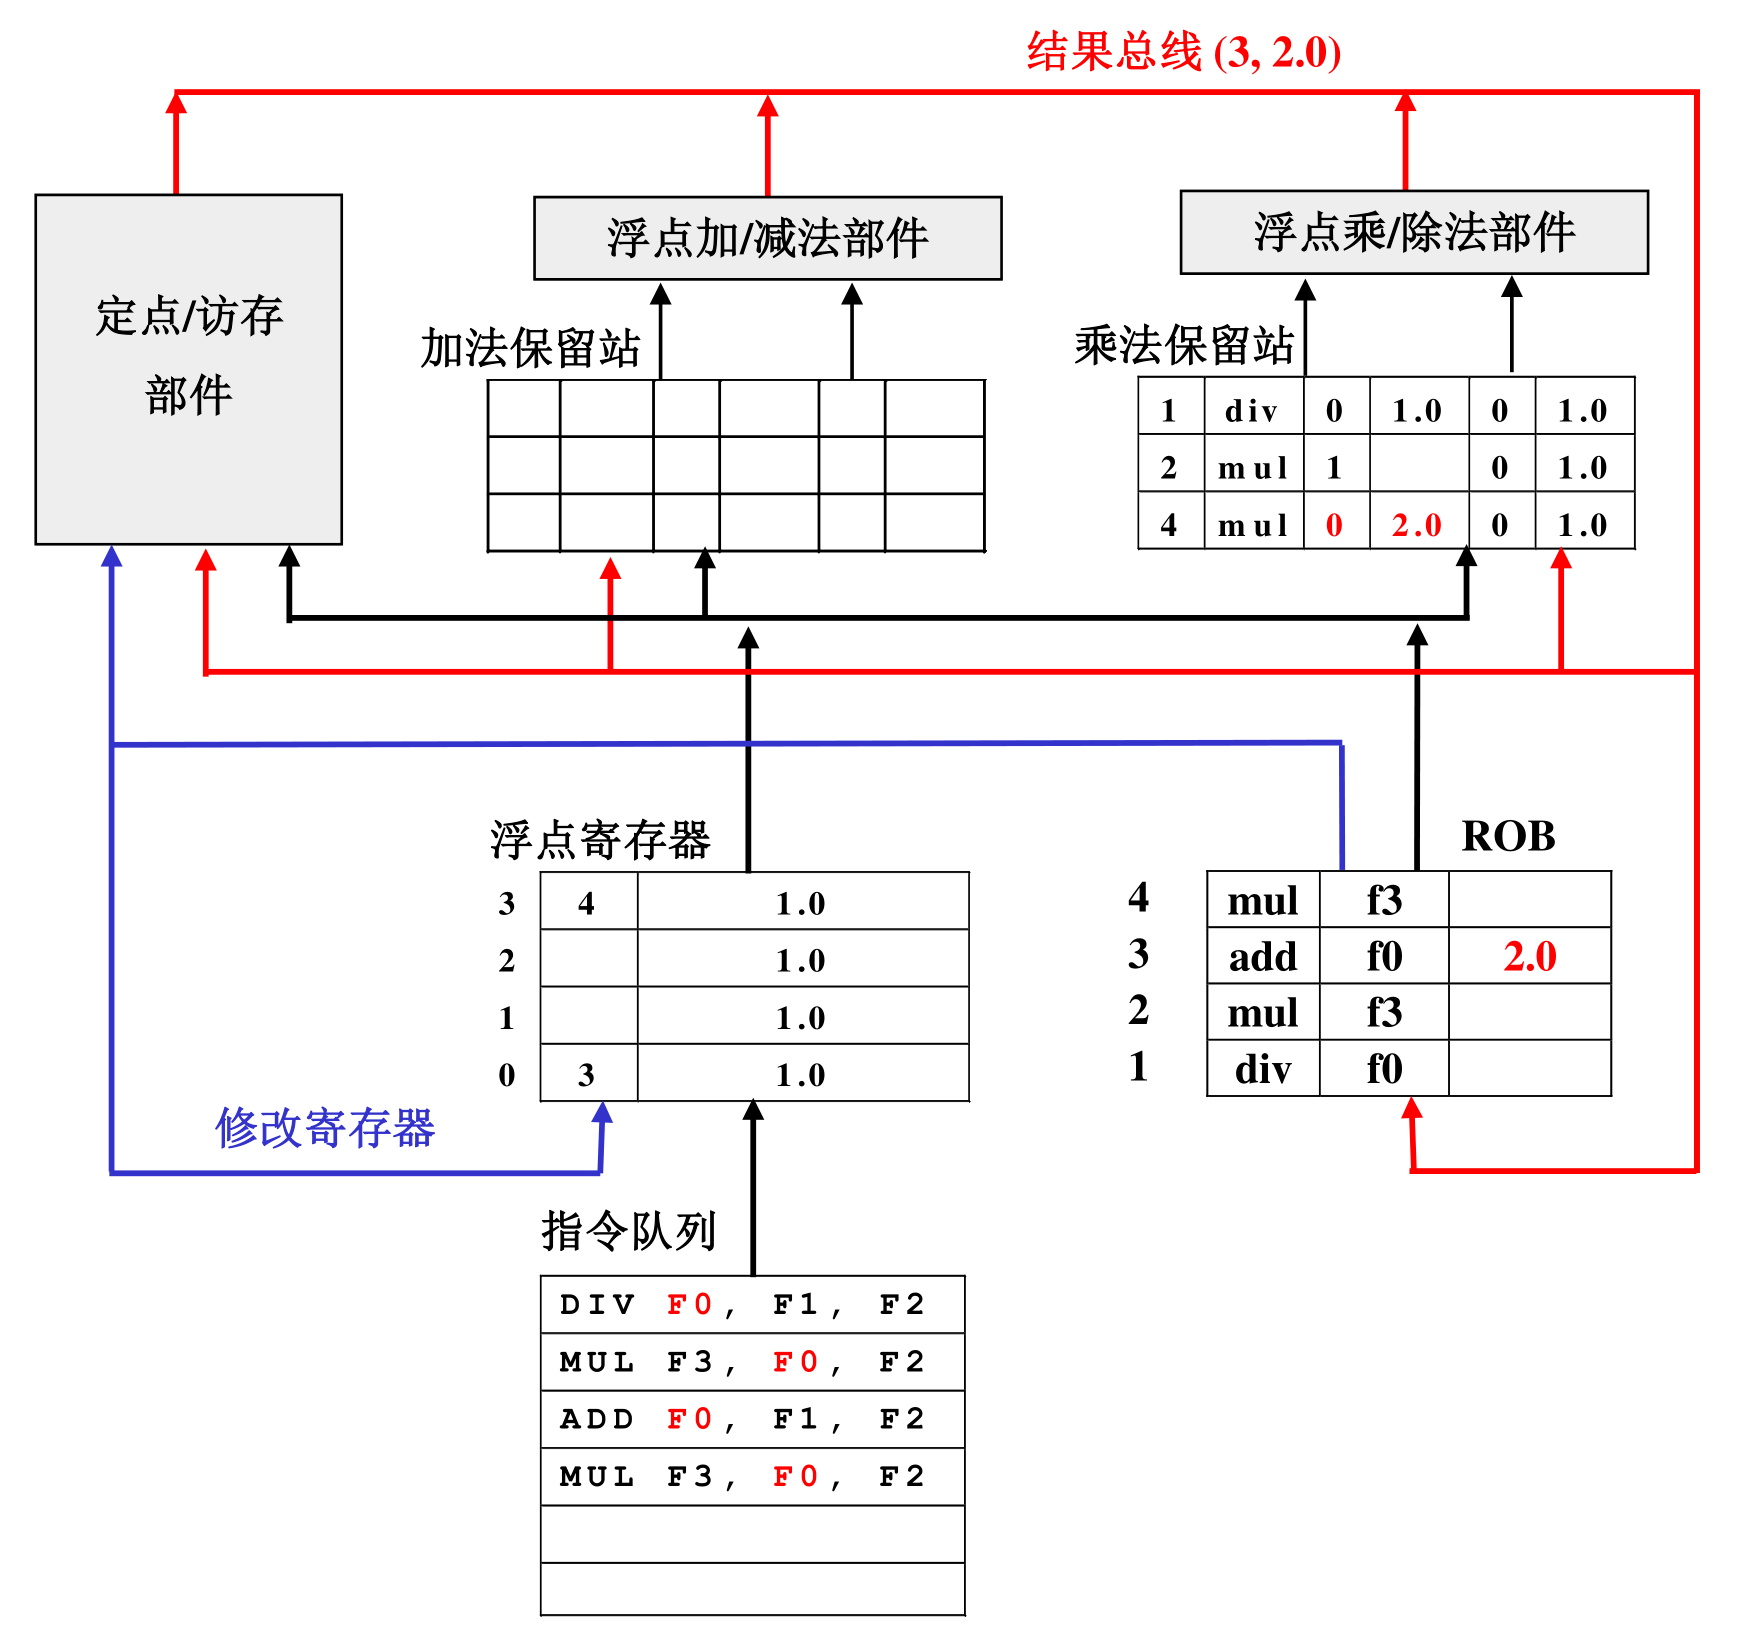 结果总线 (3, 2.0)
定点/访存
部件
浮点加/减法部件
浮点乘/除法部件
加法保留站
乘法保留站
1 div 0 1.0 0 1.0
2 mul 1 0 1.0
4 mul 0 2.0 0 1.0
浮点寄存器
3 4 1.0
2 1.0
1 1.0
0 3 1.0
ROB
4 mul f3
3 add f0 2.0
2 mul f3
1 div f0
修改寄存器
指令队列
DIV F0, F1, F2
MUL F3, F0, F2
ADD F0, F1, F2
MUL F3, F0, F2